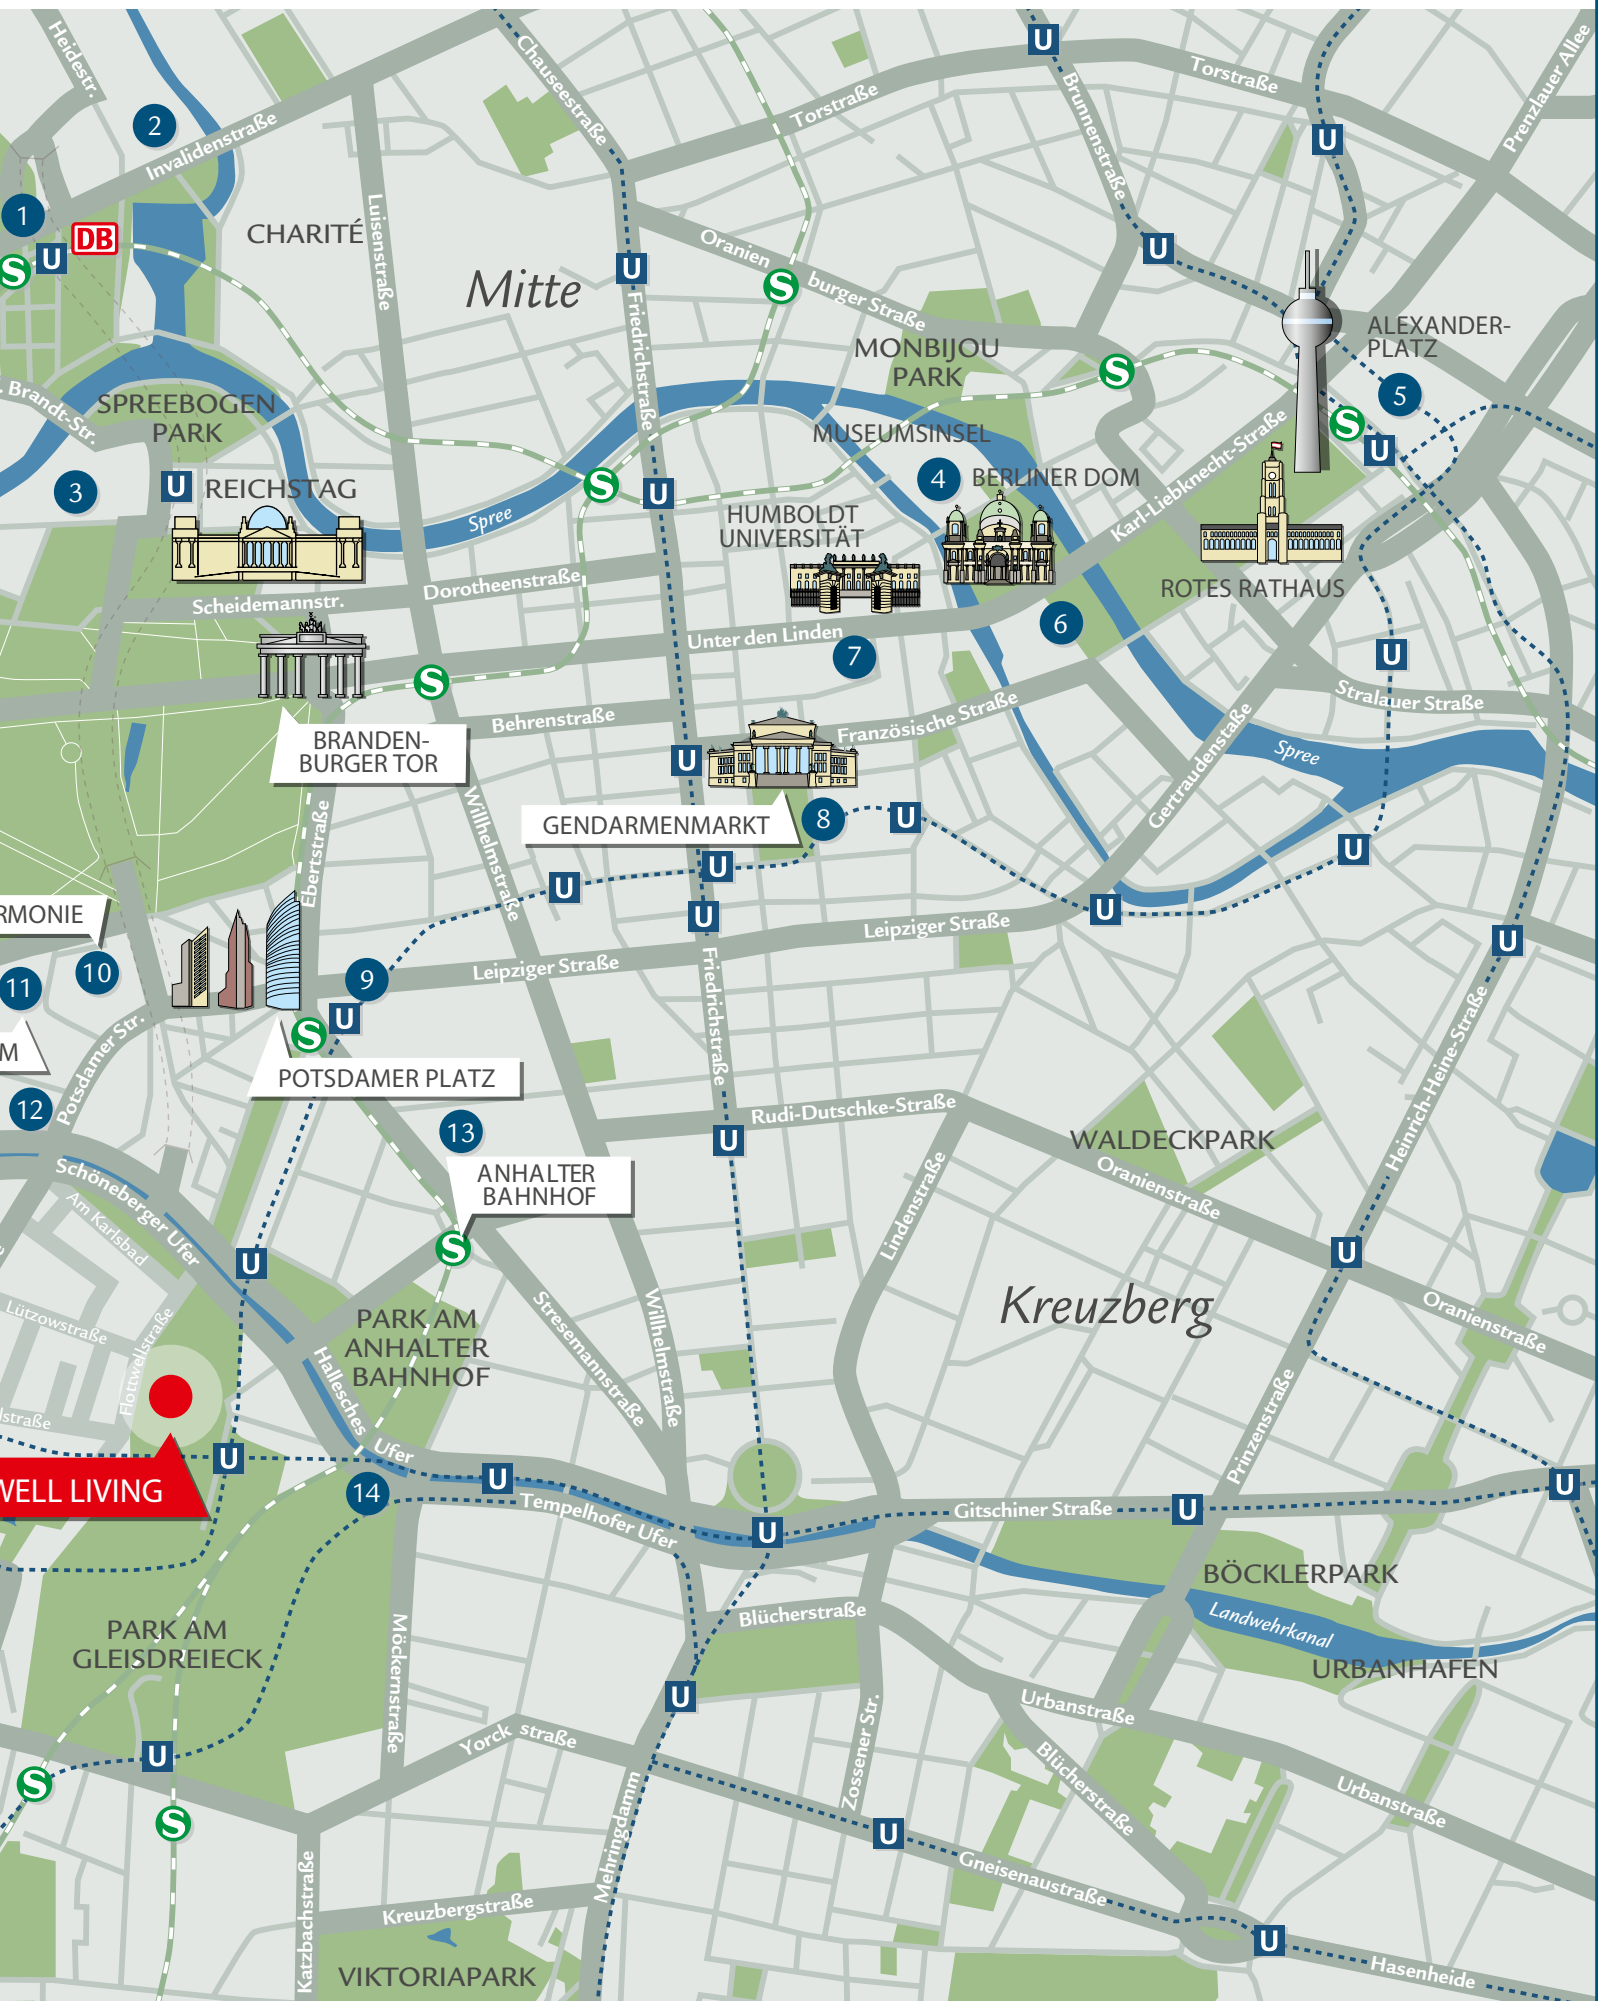 Heidestr.
Chausseestraße
U
Torstraße
Prenzlauer Allee
2
Invalidenstraße
Torstraße
Brunnenstraße
U
1
DB
S
U
CHARITÉ
Luisenstraße
Mitte
U
Oranien
burger Straße
S
U
Friedrichstraße
MONBIJOU
PARK
S
ALEXANDER-
PLATZ
5
S
U
. Brandt-Str.
SPREEBOGEN
PARK
3
U
REICHSTAG
Spree
S
U
MUSEUMSINSEL
4
BERLINER DOM
Karl-Liebknecht-Straße
HUMBOLDT
UNIVERSITÄT
ROTES RATHAUS
Scheidemannstr.
Dorotheenstraße
Unter den Linden
7
6
U
S
Stralauer Straße
Behrenstraße
Französische Straße
BRANDEN-
BURGER TOR
U
Gertraudenstaße
Spree
Ebertstraße
Willhelmstraße
GENDARMENMARKT
8
U
U
U
U
U
RMONIE
U
Leipziger Straße
U
U
10
11
9
Leipziger Straße
U
S
Friedrichstraße
M
POTSDAMER PLATZ
Potsdamer Str.
12
13
Rudi-Dutschke-Straße
U
WALDECKPARK
Heinrich-Heine-Straße
Oranienstraße
ANHALTER
BAHNHOF
S
Schöneberger Ufer
Am Karlsbad
U
Lindenstraße
U
Kreuzberg
Oranienstraße
Lützowstraße
Flottwellstraße
PARK AM
ANHALTER
BAHNHOF
Stresemannstraße
Willhelmstraße
Hallesches
Ufer
lstraße
Prinzenstraße
U
WELL LIVING
14
U
Tempelhofer Ufer
U
Gitschiner Straße
U
U
BÖCKLERPARK
Landwehrkanal
URBANHAFEN
PARK AM
GLEISDREIECK
Möckernstraße
Blücherstraße
U
Zossener Str.
Urbanstraße
Blücherstraße
Urbanstraße
Yorck
straße
U
S
S
Mehringdamm
U
Gneisenaustraße
U
Hasenheide
Katzbachstraße
Kreuzbergstraße
VIKTORIAPARK